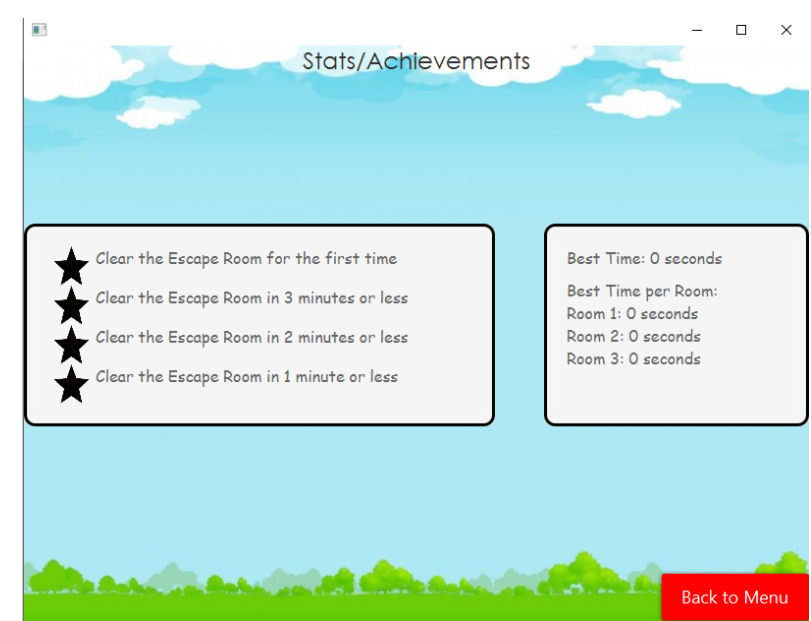 Stats/Achievements
Clear the Escape Room for the first time
Clear the Escape Room in 3 minutes or less
Clear the Escape Room in 2 minutes or less
Clear the Escape Room in 1 minute or less
Best Time: 0 seconds
Best Time per Room:
Room 1: 0 seconds
Room 2: 0 seconds
Room 3: 0 seconds
Back to Menu